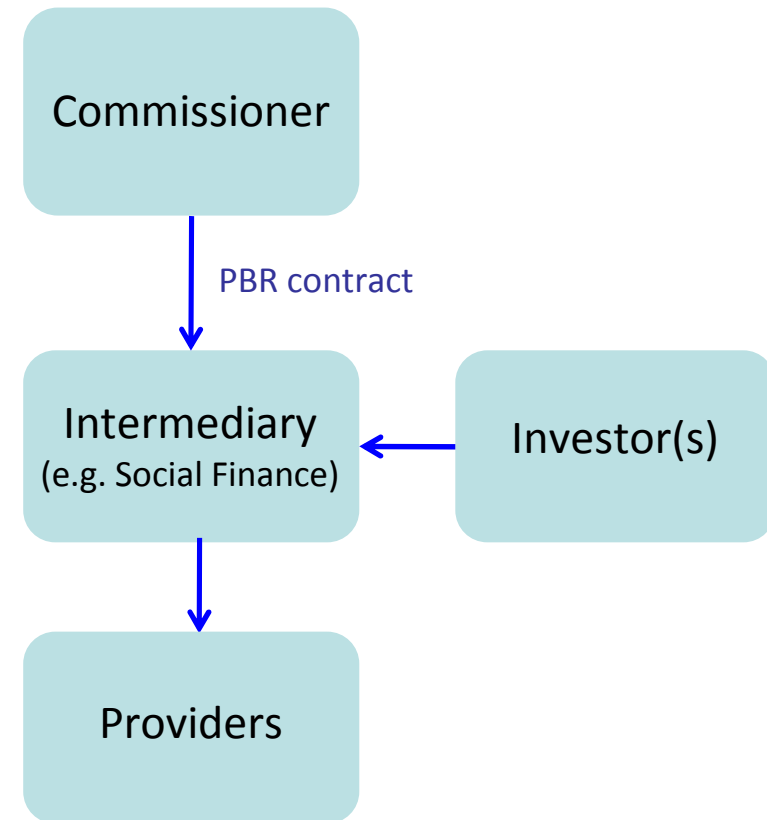 Commissioner
PBR contract
Intermediary
(e.g. Social Finance)
Investor(s)
Providers